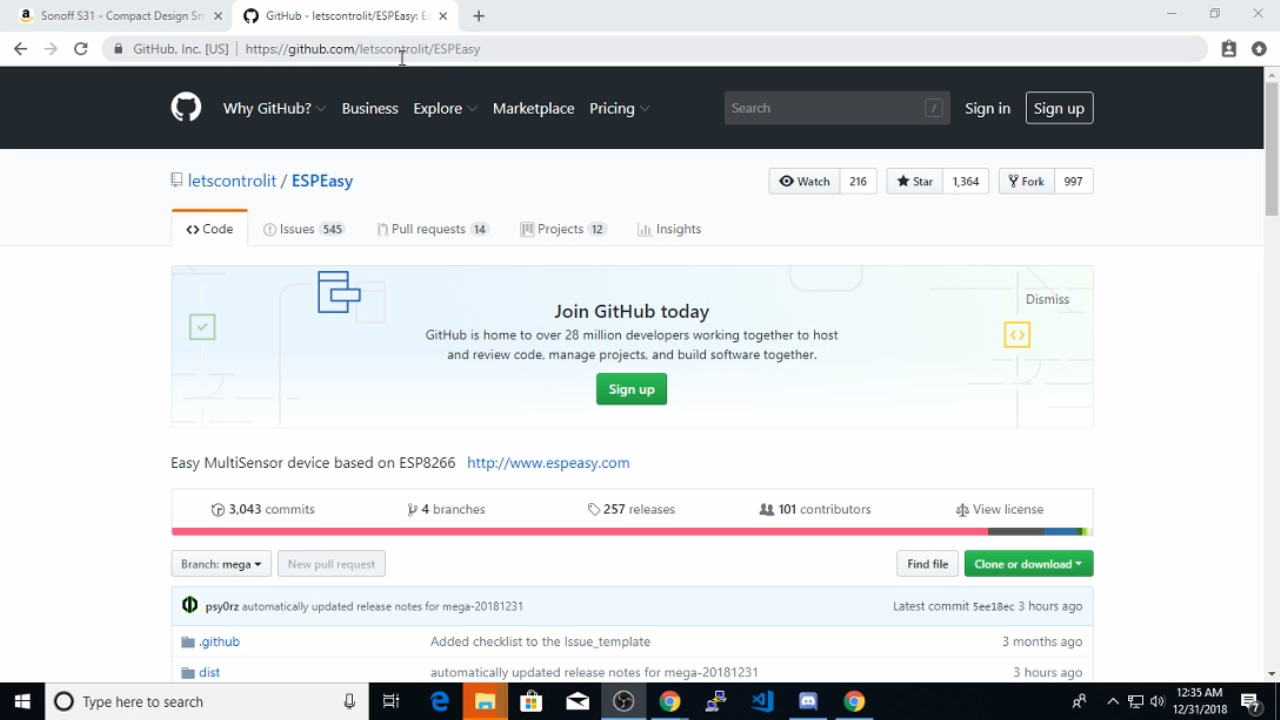 Sonoff S31 - Compact Design Sm
GitHub - letscontrolit/ESPEasy: E
GitHub, Inc. [US]
https://github.com/letscontrolit/ESPEasy
Why GitHub?
Business
Explore
Marketplace
Pricing
Search
/
Sign in
Sign up
letscontrolit / ESPEasy
Watch 216
Star 1,364
Fork 997
Code
Issues 545
Pull requests 14
Projects 12
Insights
Join GitHub today
Dismiss
GitHub is home to over 28 million developers working together to host
and review code, manage projects, and build software together.
Sign up
Easy MultiSensor device based on ESP8266 http://www.espeasy.com
3,043 commits
4 branches
257 releases
101 contributors
View license
Branch: mega
New pull request
Find file
Clone or download
psy0rz automatically updated release notes for mega-20181231
Latest commit 5ee18ec 3 hours ago
.github
Added checklist to the Issue_template
3 months ago
dist
automatically updated release notes for mega-20181231
3 hours ago
Type here to search
12:35 AM
12/31/2018
7